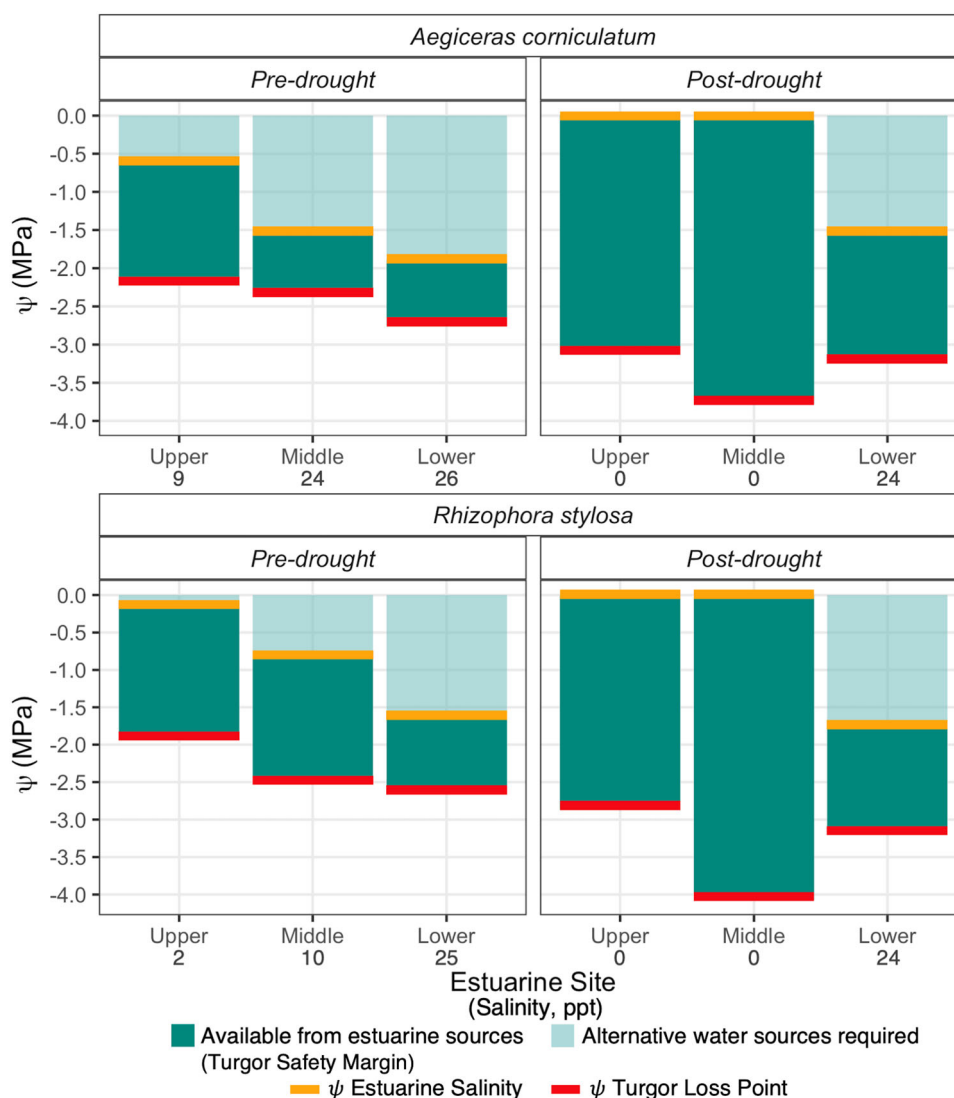 Aegiceras corniculatum
Pre-drought Post-drought
ψ (MPa)
0.0
-0.5
-1.0
-1.5
-2.0
-2.5
-3.0
-3.5
-4.0
Upper Middle Lower Upper Middle Lower
9 24 26 0 0 24
Rhizophora stylosa
Pre-drought Post-drought
ψ (MPa)
0.0
-0.5
-1.0
-1.5
-2.0
-2.5
-3.0
-3.5
-4.0
Upper Middle Lower Upper Middle Lower
2 10 25 0 0 24
Estuarine Site
(Salinity, ppt)
Available from estuarine sources Alternative water sources required
(Turgor Safety Margin)
ψ Estuarine Salinity ψ Turgor Loss Point